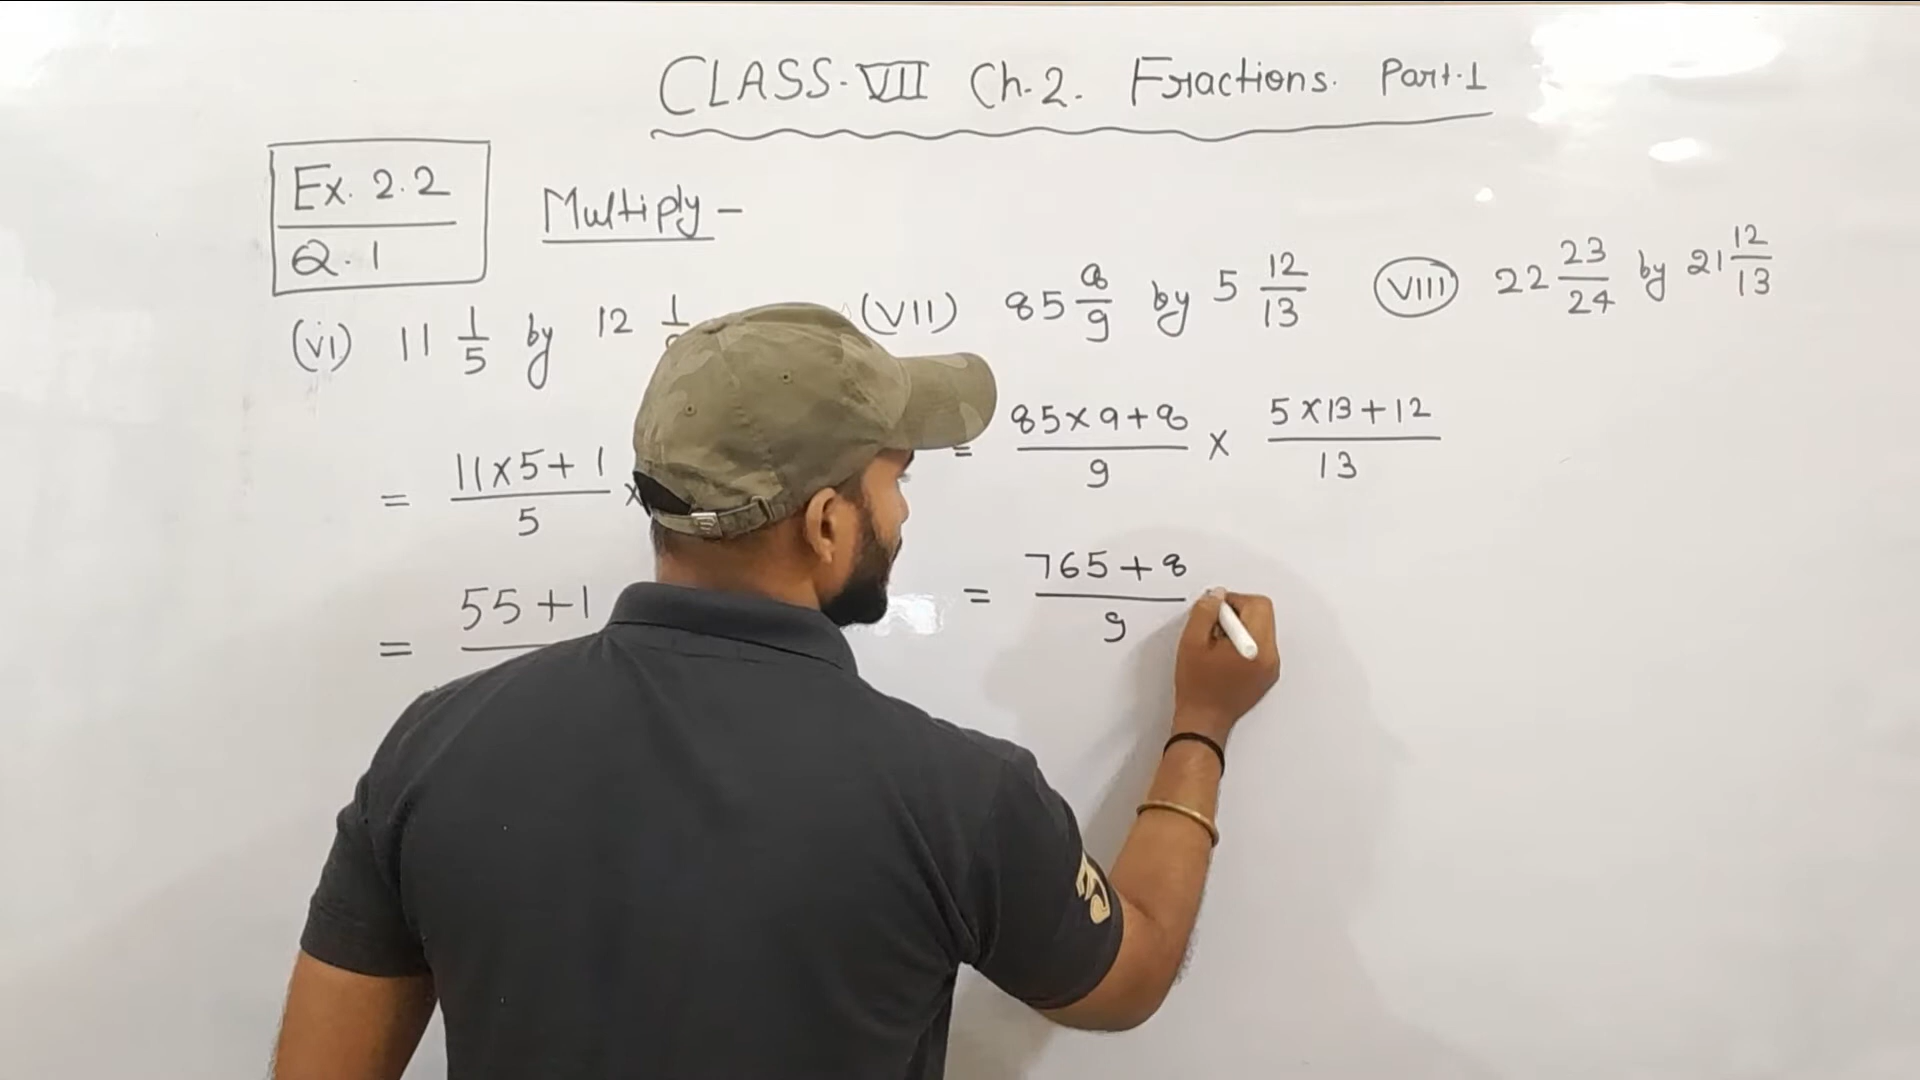 CLASS-VII Ch.2. Fractions. Part.1
Ex. 2.2
Q.1
Multiply -
(vi) 11 1/5 by 12 1/
= 11×5+1/5 ×
= 55+1
(VII) 85 8/9 by 5 12/13
= 85×9+8/9 × 5×13+12/13
= 765+8/9
(VIII) 22 23/24 by 21 12/13